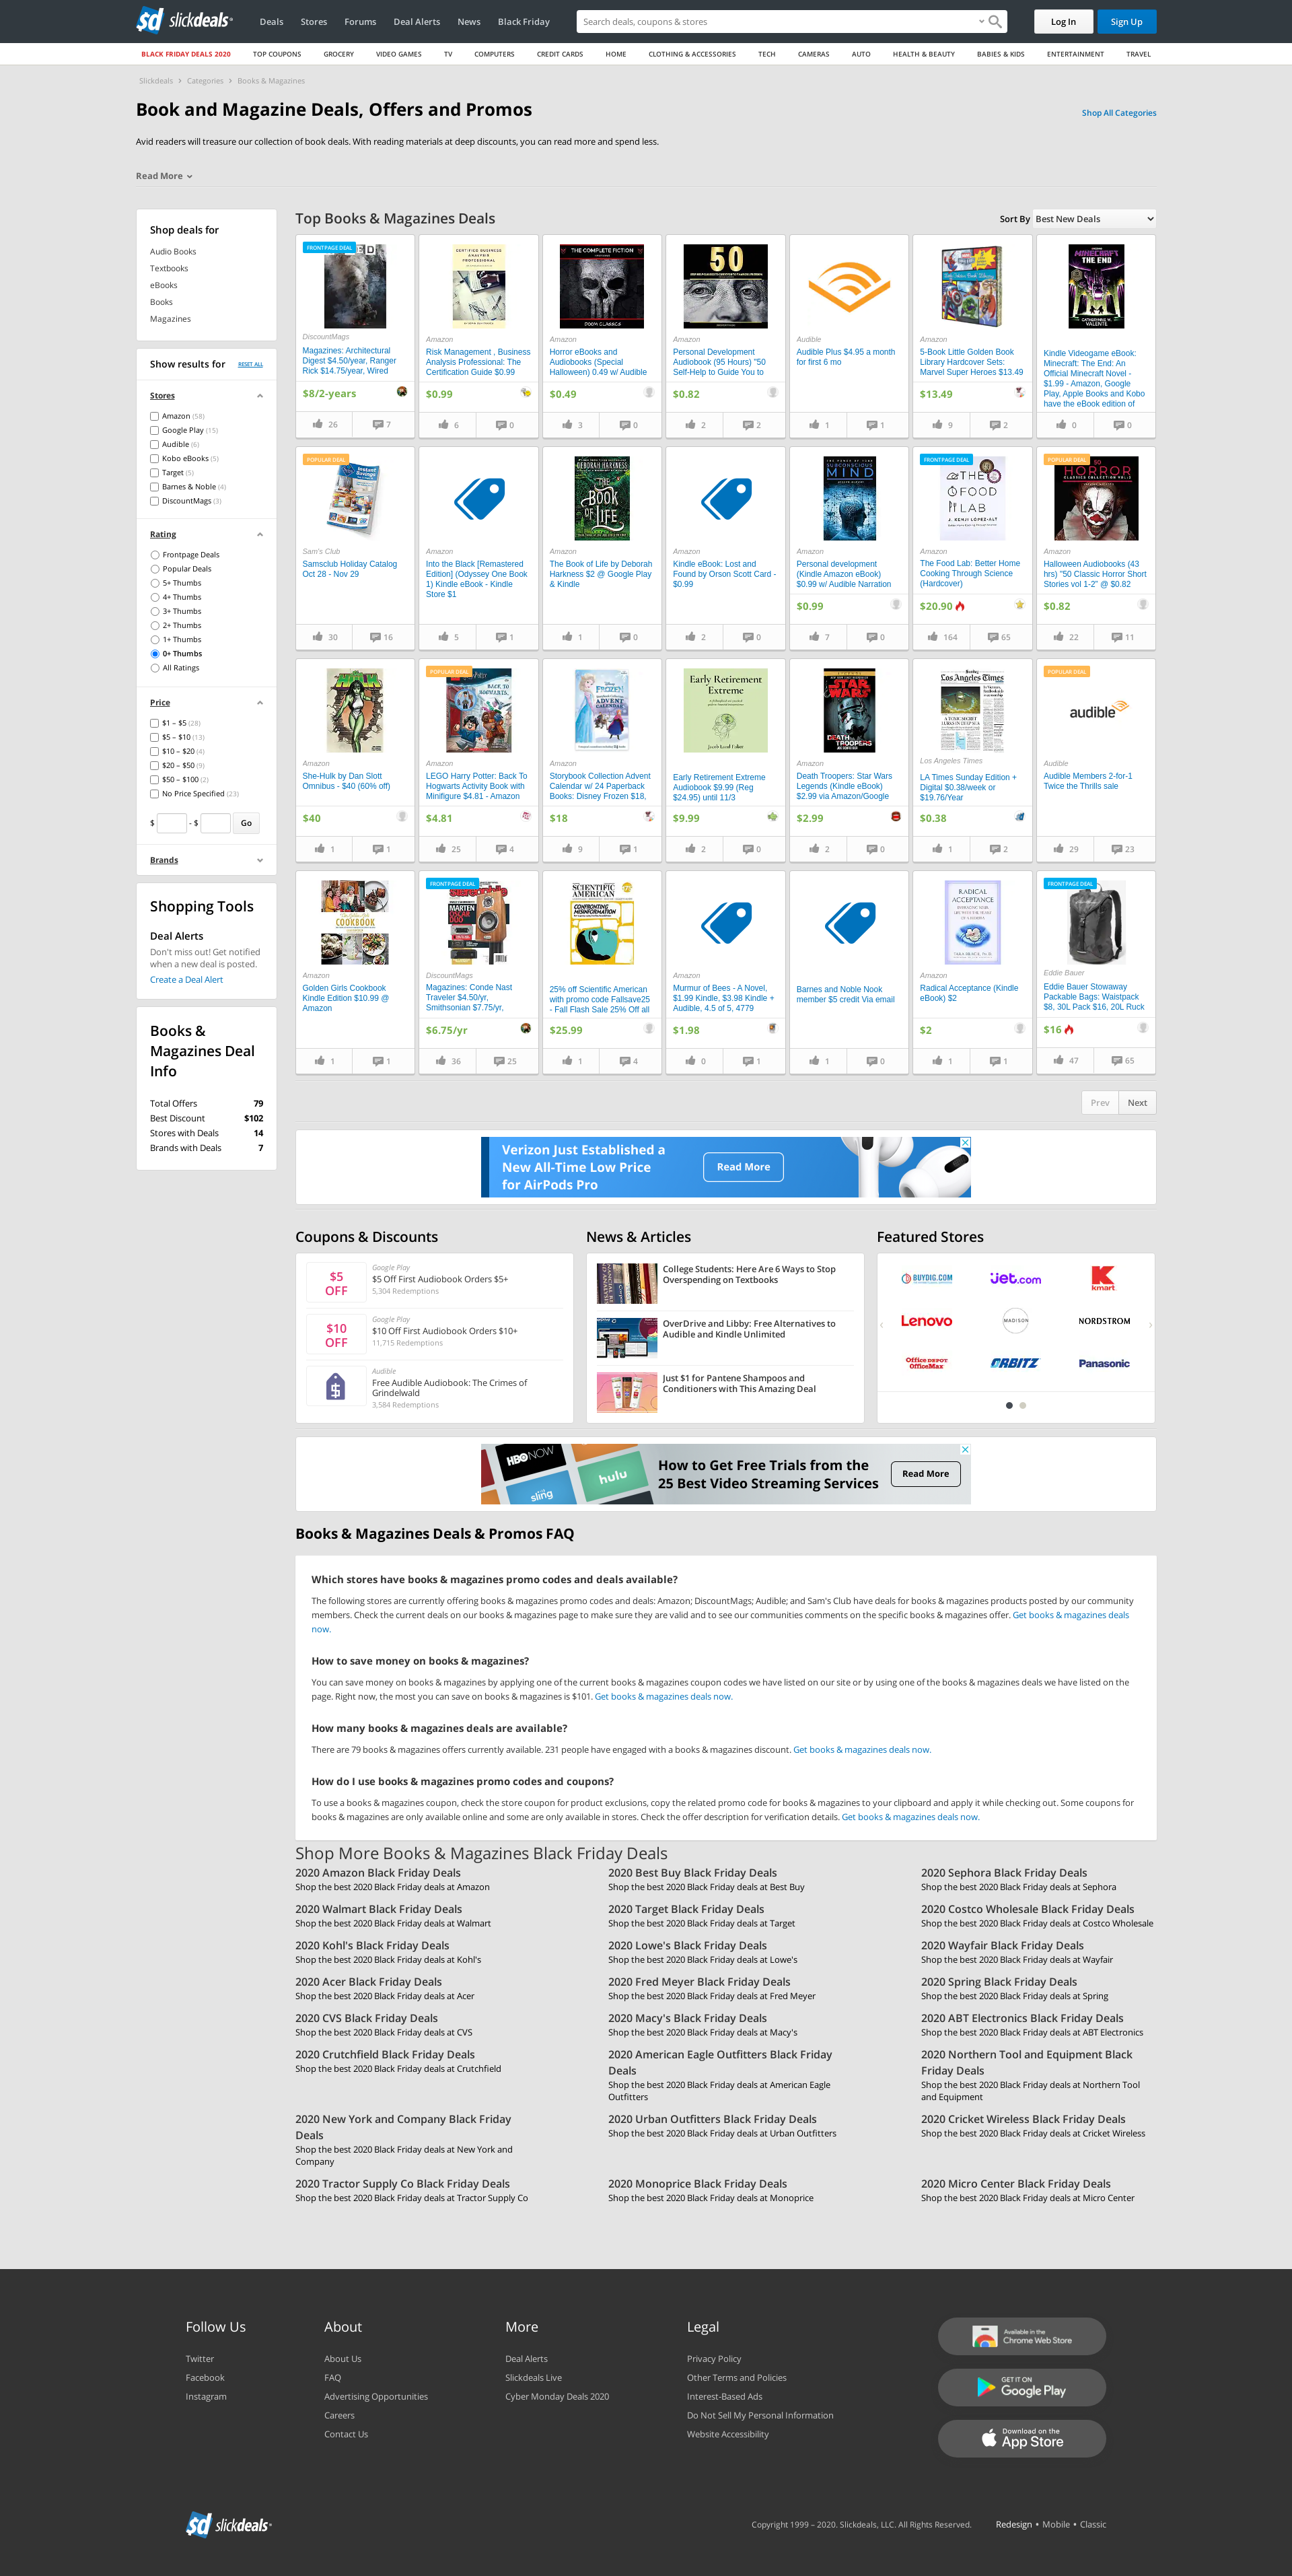 slickdeals
Deals
Stores
Forums
Deal Alerts
News
Black Friday
Search deals, coupons & stores
Log In
Sign Up
BLACK FRIDAY DEALS 2020
TOP COUPONS
GROCERY
VIDEO GAMES
TV
COMPUTERS
CREDIT CARDS
HOME
CLOTHING & ACCESSORIES
TECH
CAMERAS
AUTO
HEALTH & BEAUTY
BABIES & KIDS
ENTERTAINMENT
TRAVEL
Slickdeals > Categories > Books & Magazines
Book and Magazine Deals, Offers and Promos
Shop All Categories
Avid readers will treasure our collection of book deals. With reading materials at deep discounts, you can read more and spend less.
Read More
Shop deals for
Audio Books
Textbooks
eBooks
Books
Magazines
Show results for
RESET ALL
Stores
Amazon (58)
Google Play (15)
Audible (6)
Kobo eBooks (5)
Target (5)
Barnes & Noble (4)
DiscountMags (3)
Rating
Frontpage Deals
Popular Deals
5+ Thumbs
4+ Thumbs
3+ Thumbs
2+ Thumbs
1+ Thumbs
0+ Thumbs
All Ratings
Price
$1 – $5 (28)
$5 – $10 (13)
$10 – $20 (4)
$20 – $50 (9)
$50 – $100 (2)
No Price Specified (23)
$ - $ Go
Brands
Shopping Tools
Deal Alerts
Don't miss out! Get notified
when a new deal is posted.
Create a Deal Alert
Books &
Magazines Deal
Info
Total Offers 79
Best Discount $102
Stores with Deals 14
Brands with Deals 7
Top Books & Magazines Deals
Sort By Best New Deals
FRONTPAGE DEAL
DiscountMags
Magazines: Architectural
Digest $4.50/year, Ranger
Rick $14.75/year, Wired
$8/2-years
26 7
CERTIFIED BUSINESS
ANALYSIS
PROFESSIONAL
Amazon
Risk Management , Business
Analysis Professional: The
Certification Guide $0.99
$0.99
6 0
THE COMPLETE FICTION
DOOM CLASSICS
Amazon
Horror eBooks and
Audiobooks (Special
Halloween) 0.49 w/ Audible
$0.49
3 0
50
Amazon
Personal Development
Audiobook (95 Hours) "50
Self-Help to Guide You to
$0.82
2 2
Audible
Audible Plus $4.95 a month
for first 6 mo
1 1
Amazon
5-Book Little Golden Book
Library Hardcover Sets:
Marvel Super Heroes $13.49
$13.49
9 2
MINECRAFT
THE END
CATHERYNNE M.
VALENTE
Kindle Videogame eBook:
Minecraft: The End: An
Official Minecraft Novel -
$1.99 - Amazon, Google
Play, Apple Books and Kobo
have the eBook edition of
0 0
POPULAR DEAL
Instant
Savings
Sam's Club
Samsclub Holiday Catalog
Oct 28 - Nov 29
30 16
Amazon
Into the Black [Remastered
Edition] (Odyssey One Book
1) Kindle eBook - Kindle
Store $1
5 1
DEBORAH HARKNESS
THE BOOK OF LIFE
Amazon
The Book of Life by Deborah
Harkness $2 @ Google Play
& Kindle
1 0
Amazon
Kindle eBook: Lost and
Found by Orson Scott Card -
$0.99
2 0
SUBCONSCIOUS
MIND
Amazon
Personal development
(Kindle Amazon eBook)
$0.99 w/ Audible Narration
$0.99
7 0
FRONTPAGE DEAL
THE
FOOD
LAB
J. KENJI LÓPEZ-ALT
Amazon
The Food Lab: Better Home
Cooking Through Science
(Hardcover)
$20.90
164 65
POPULAR DEAL
50
HORROR
CLASSICS COLLECTION VOL.2
Amazon
Halloween Audiobooks (43
hrs) "50 Classic Horror Short
Stories vol 1-2" @ $0.82
$0.82
22 11
Amazon
She-Hulk by Dan Slott
Omnibus - $40 (60% off)
$40
1 1
POPULAR DEAL
BACK TO
HOGWARTS
Amazon
LEGO Harry Potter: Back To
Hogwarts Activity Book with
Minifigure $4.81 - Amazon
$4.81
25 4
FROZEN
ADVENT
CALENDAR
Amazon
Storybook Collection Advent
Calendar w/ 24 Paperback
Books: Disney Frozen $18,
$18
9 1
Early Retirement
Extreme
Jacob Lund Fisker
Early Retirement Extreme
Audiobook $9.99 (Reg
$24.95) until 11/3
$9.99
2 0
STAR
WARS
DEATH
TROOPERS
JOE SCHREIBER
Amazon
Death Troopers: Star Wars
Legends (Kindle eBook)
$2.99 via Amazon/Google
$2.99
2 0
Los Angeles Times
Los Angeles Times
LA Times Sunday Edition +
Digital $0.38/week or
$19.76/Year
$0.38
1 2
POPULAR DEAL
audible
Audible
Audible Members 2-for-1
Twice the Thrills sale
29 23
COOKBOOK
Amazon
Golden Girls Cookbook
Kindle Edition $10.99 @
Amazon
1 1
FRONTPAGE DEAL
stereophile
MARTEN
OSCAR
DUO
DiscountMags
Magazines: Conde Nast
Traveler $4.50/yr,
Smithsonian $7.75/yr,
$6.75/yr
36 25
SCIENTIFIC
AMERICAN
CONFRONTING
MISINFORMATION
25% off Scientific American
with promo code Fallsave25
- Fall Flash Sale 25% Off all
$25.99
1 4
Amazon
Murmur of Bees - A Novel,
$1.99 Kindle, $3.98 Kindle +
Audible, 4.5 of 5, 4779
$1.98
0 1
Barnes and Noble Nook
member $5 credit Via email
1 0
RADICAL
ACCEPTANCE
Amazon
Radical Acceptance (Kindle
eBook) $2
$2
1 1
FRONTPAGE DEAL
Eddie Bauer
Eddie Bauer Stowaway
Packable Bags: Waistpack
$8, 30L Pack $16, 20L Ruck
$16
47 65
Prev
Next
Verizon Just Established a
New All-Time Low Price
for AirPods Pro
Read More
Coupons & Discounts
$5
OFF
Google Play
$5 Off First Audiobook Orders $5+
5,304 Redemptions
$10
OFF
Google Play
$10 Off First Audiobook Orders $10+
11,715 Redemptions
Audible
Free Audible Audiobook: The Crimes of
Grindelwald
3,584 Redemptions
News & Articles
College Students: Here Are 6 Ways to Stop
Overspending on Textbooks
OverDrive and Libby: Free Alternatives to
Audible and Kindle Unlimited
Just $1 for Pantene Shampoos and
Conditioners with This Amazing Deal
Featured Stores
BUYDIG.COM
jet.com
kmart
Lenovo
MADISON
NORDSTROM
Office DEPOT
OfficeMax
ORBITZ
Panasonic
HBO NOW
hulu
sling
How to Get Free Trials from the
25 Best Video Streaming Services
Read More
Books & Magazines Deals & Promos FAQ
Which stores have books & magazines promo codes and deals available?
The following stores are currently offering books & magazines promo codes and deals: Amazon; DiscountMags; Audible; and Sam's Club have deals for books & magazines products posted by our community
members. Check the current deals on our books & magazines page to make sure they are valid and to see our communities comments on the specific books & magazines offer. Get books & magazines deals
now.
How to save money on books & magazines?
You can save money on books & magazines by applying one of the current books & magazines coupon codes we have listed on our site or by using one of the books & magazines deals we have listed on the
page. Right now, the most you can save on books & magazines is $101. Get books & magazines deals now.
How many books & magazines deals are available?
There are 79 books & magazines offers currently available. 231 people have engaged with a books & magazines discount. Get books & magazines deals now.
How do I use books & magazines promo codes and coupons?
To use a books & magazines coupon, check the store coupon for product exclusions, copy the related promo code for books & magazines to your clipboard and apply it while checking out. Some coupons for
books & magazines are only available online and some are only available in stores. Check the offer description for verification details. Get books & magazines deals now.
Shop More Books & Magazines Black Friday Deals
2020 Amazon Black Friday Deals
Shop the best 2020 Black Friday deals at Amazon
2020 Best Buy Black Friday Deals
Shop the best 2020 Black Friday deals at Best Buy
2020 Sephora Black Friday Deals
Shop the best 2020 Black Friday deals at Sephora
2020 Walmart Black Friday Deals
Shop the best 2020 Black Friday deals at Walmart
2020 Target Black Friday Deals
Shop the best 2020 Black Friday deals at Target
2020 Costco Wholesale Black Friday Deals
Shop the best 2020 Black Friday deals at Costco Wholesale
2020 Kohl's Black Friday Deals
Shop the best 2020 Black Friday deals at Kohl's
2020 Lowe's Black Friday Deals
Shop the best 2020 Black Friday deals at Lowe's
2020 Wayfair Black Friday Deals
Shop the best 2020 Black Friday deals at Wayfair
2020 Acer Black Friday Deals
Shop the best 2020 Black Friday deals at Acer
2020 Fred Meyer Black Friday Deals
Shop the best 2020 Black Friday deals at Fred Meyer
2020 Spring Black Friday Deals
Shop the best 2020 Black Friday deals at Spring
2020 CVS Black Friday Deals
Shop the best 2020 Black Friday deals at CVS
2020 Macy's Black Friday Deals
Shop the best 2020 Black Friday deals at Macy's
2020 ABT Electronics Black Friday Deals
Shop the best 2020 Black Friday deals at ABT Electronics
2020 Crutchfield Black Friday Deals
Shop the best 2020 Black Friday deals at Crutchfield
2020 American Eagle Outfitters Black Friday
Deals
Shop the best 2020 Black Friday deals at American Eagle
Outfitters
2020 Northern Tool and Equipment Black
Friday Deals
Shop the best 2020 Black Friday deals at Northern Tool
and Equipment
2020 New York and Company Black Friday
Deals
Shop the best 2020 Black Friday deals at New York and
Company
2020 Urban Outfitters Black Friday Deals
Shop the best 2020 Black Friday deals at Urban Outfitters
2020 Cricket Wireless Black Friday Deals
Shop the best 2020 Black Friday deals at Cricket Wireless
2020 Tractor Supply Co Black Friday Deals
Shop the best 2020 Black Friday deals at Tractor Supply Co
2020 Monoprice Black Friday Deals
Shop the best 2020 Black Friday deals at Monoprice
2020 Micro Center Black Friday Deals
Shop the best 2020 Black Friday deals at Micro Center
Follow Us
Twitter
Facebook
Instagram
About
About Us
FAQ
Advertising Opportunities
Careers
Contact Us
More
Deal Alerts
Slickdeals Live
Cyber Monday Deals 2020
Legal
Privacy Policy
Other Terms and Policies
Interest-Based Ads
Do Not Sell My Personal Information
Website Accessibility
Available in the
Chrome Web Store
GET IT ON
Google Play
Download on the
App Store
slickdeals
Copyright 1999 – 2020. Slickdeals, LLC. All Rights Reserved.
Redesign • Mobile • Classic